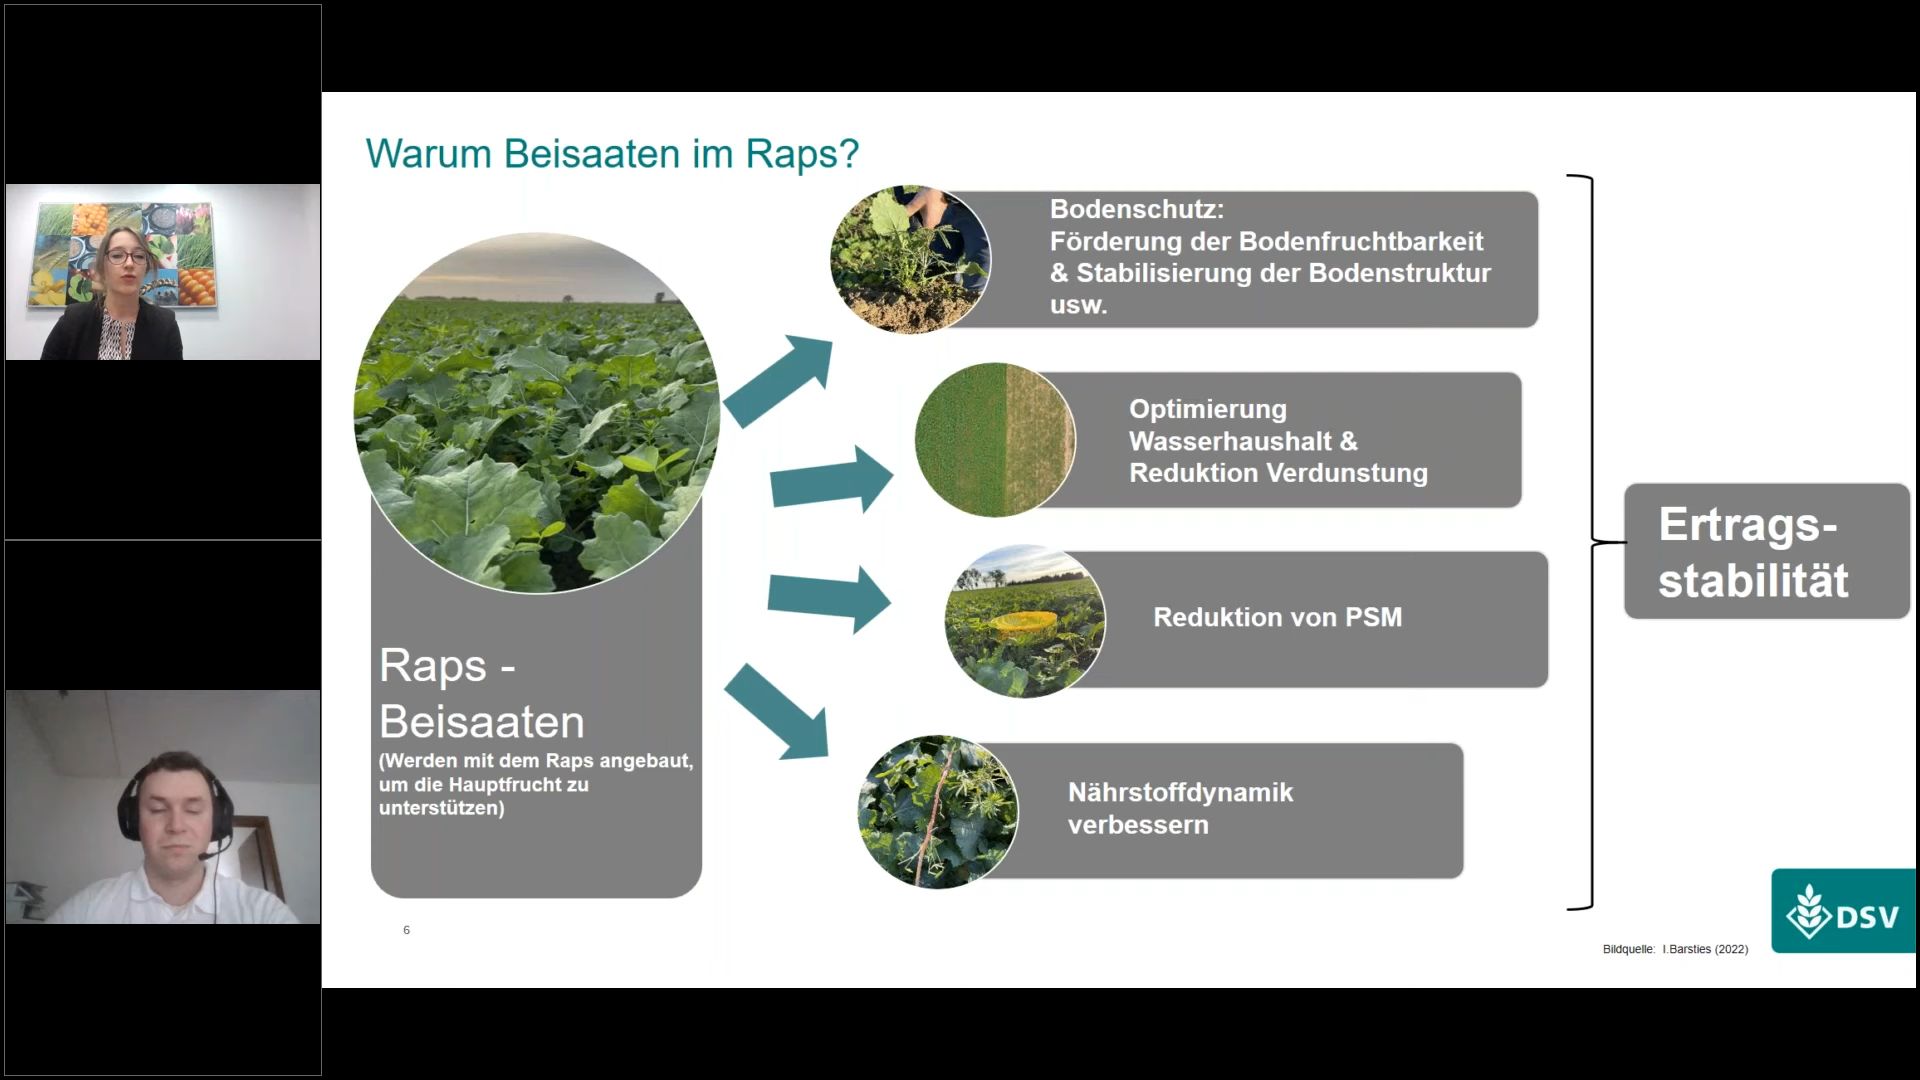 Warum Beisaaten im Raps?
Bodenschutz:
Förderung der Bodenfruchtbarkeit
& Stabilisierung der Bodenstruktur
usw.
Optimierung
Wasserhaushalt &
Reduktion Verdunstung
Reduktion von PSM
Nährstoffdynamik
verbessern
Raps -
Beisaaten
(Werden mit dem Raps angebaut,
um die Hauptfrucht zu
unterstützen)
Ertrags-
stabilität
6
Bildquelle: I.Barsties (2022)
DSV